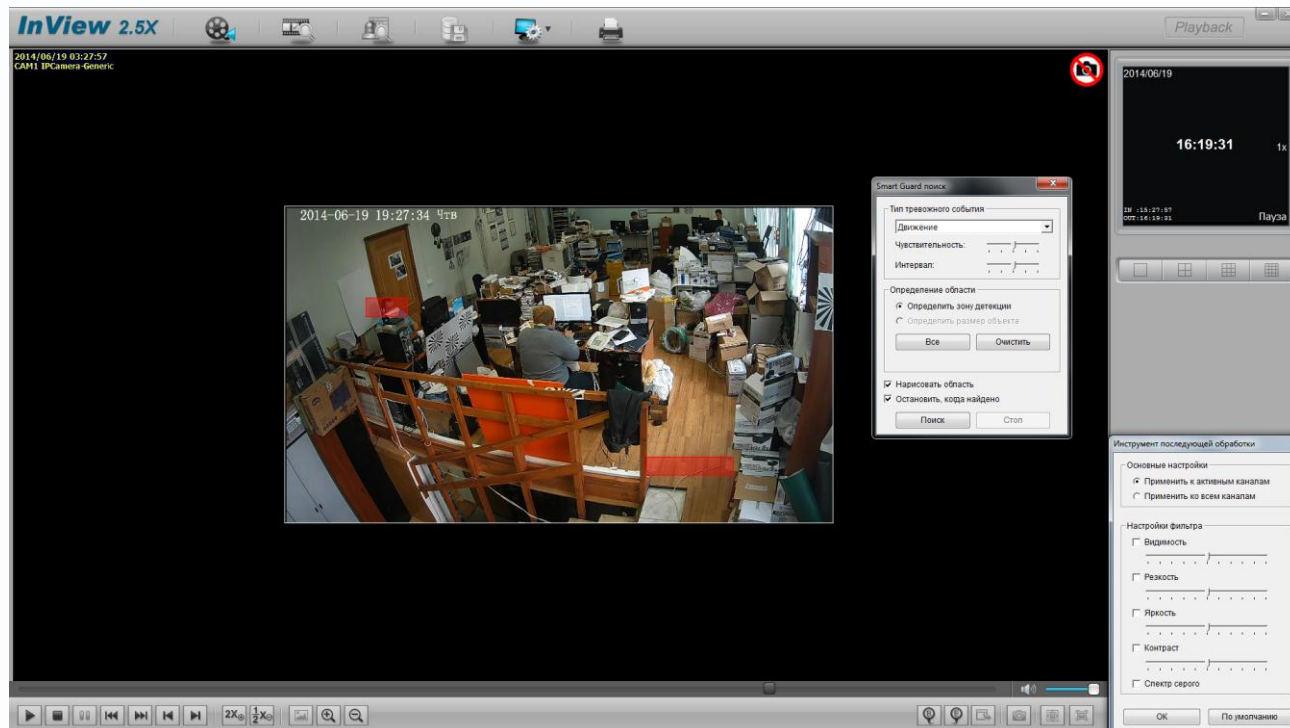 InView 2.5X
Playback
2014/06/19 03:27:57
CAM1 IPCamera-Generic
2014/06/19
16:19:31
1x
IN :15:27:57
OUT:16:19:31
Пауза
2014-06-19 19:27:34 Чтв
Smart Guard поиск
Тип тревожного события
Движение
Чувствительность:
Интервал:
Определение области
Определить зону детекции
Определить размер объекта
Все
Очистить
Нарисовать область
Остановить, когда найдено
Поиск
Стоп
Инструмент последующей обработки
Основные настройки
Применить к активным каналам
Применить ко всем каналам
Настройки фильтра
Видимость
Резкость
Яркость
Контраст
Спектр серого
OK
По умолчанию
2X
1/2X